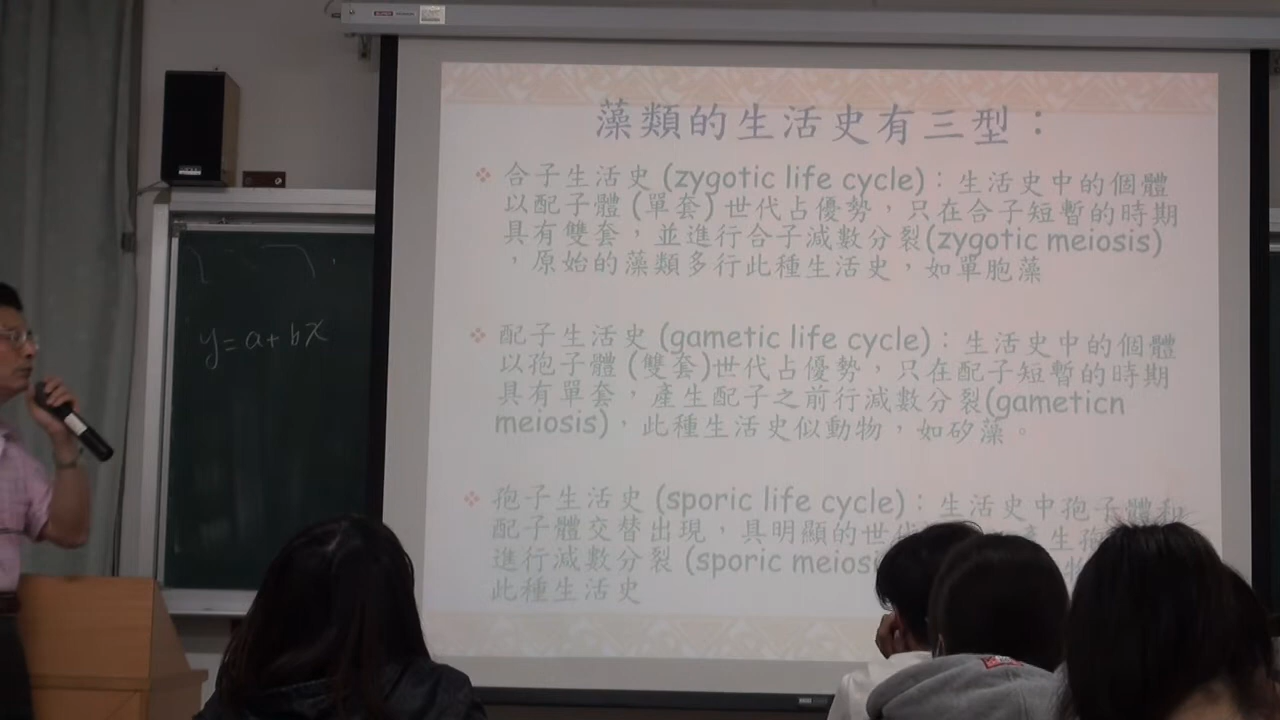 藻類的生活史有三型：
合子生活史 (zygotic life cycle)：生活史中的個體
以配子體 (單套) 世代占優勢，只在合子短暫的時期
具有雙套，並進行合子減數分裂(zygotic meiosis)
，原始的藻類多行此種生活史，如單胞藻
配子生活史 (gametic life cycle)：生活史中的個體
以孢子體 (雙套)世代占優勢，只在配子短暫的時期
具有單套，產生配子之前行減數分裂(gameticn
meiosis)，此種生活史似動物，如矽藻。
孢子生活史 (sporic life cycle)：生活史中孢子體和
配子體交替出現，具明顯的世代
進行減數分裂 (sporic
此種生活史
y=a+bx